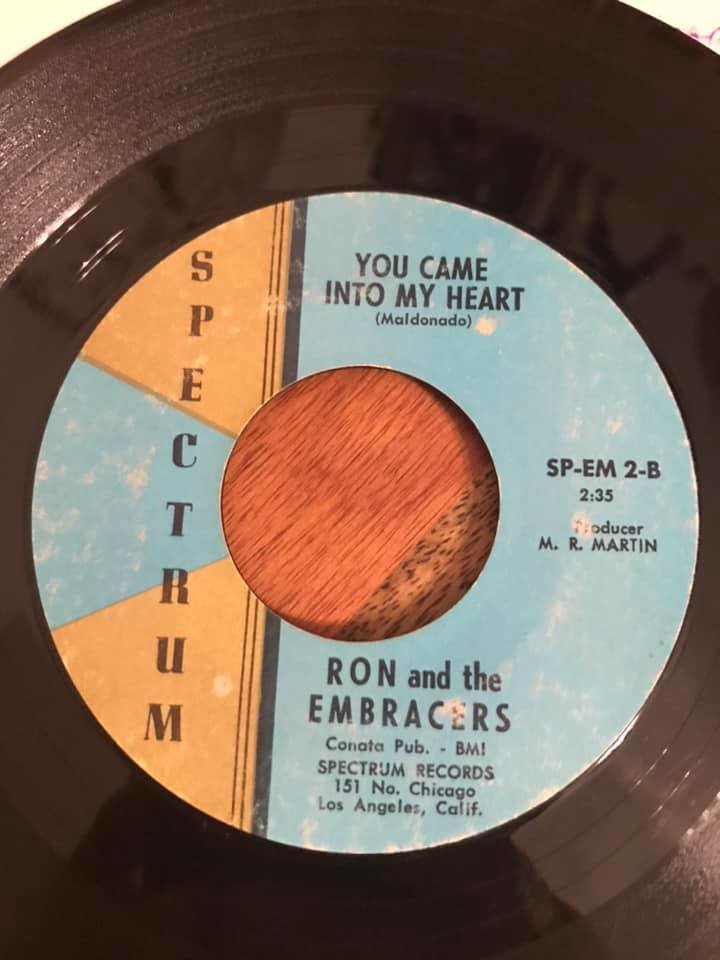 SPECTRUM
YOU CAME
INTO MY HEART
(Maldonado)
SP-EM 2-B
2:35
Producer
M. R. MARTIN
RON and the
EMBRACERS
Conata Pub. - BMI
SPECTRUM RECORDS
151 No. Chicago
Los Angeles, Calif.